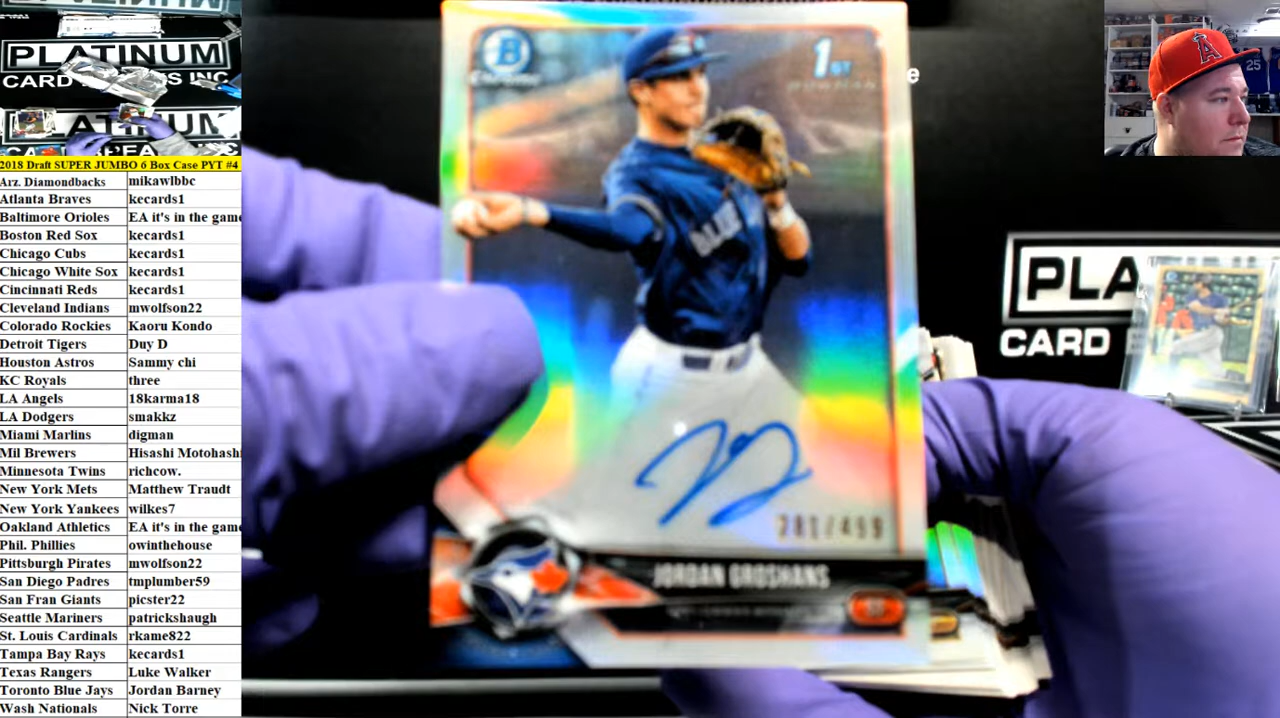 PLATINUM
2018 Draft SUPER JUMBO 6 Box Case PYT #4
Arz. Diamondbacks mikawlbbc
Atlanta Braves kecards1
Baltimore Orioles EA it's in the game
Boston Red Sox kecards1
Chicago Cubs kecards1
Chicago White Sox kecards1
Cincinnati Reds kecards1
Cleveland Indians mwolfson22
Colorado Rockies Kaoru Kondo
Detroit Tigers Duy D
Houston Astros Sammy chi
KC Royals three
LA Angels 18karma18
LA Dodgers smakkz
Miami Marlins digman
Mil Brewers Hisashi Motohashi
Minnesota Twins richcow.
New York Mets Matthew Traudt
New York Yankees wilkes7
Oakland Athletics EA it's in the game
Phil. Phillies owinthehouse
Pittsburgh Pirates mwolfson22
San Diego Padres tmplumber59
San Fran Giants picster22
Seattle Mariners patrickshaugh
St. Louis Cardinals rkame822
Tampa Bay Rays kecards1
Texas Rangers Luke Walker
Toronto Blue Jays Jordan Barney
Wash Nationals Nick Torre
B
1ST
BLUE
281/499
JORDAN GROSHANS
PLA
CARD
A
25